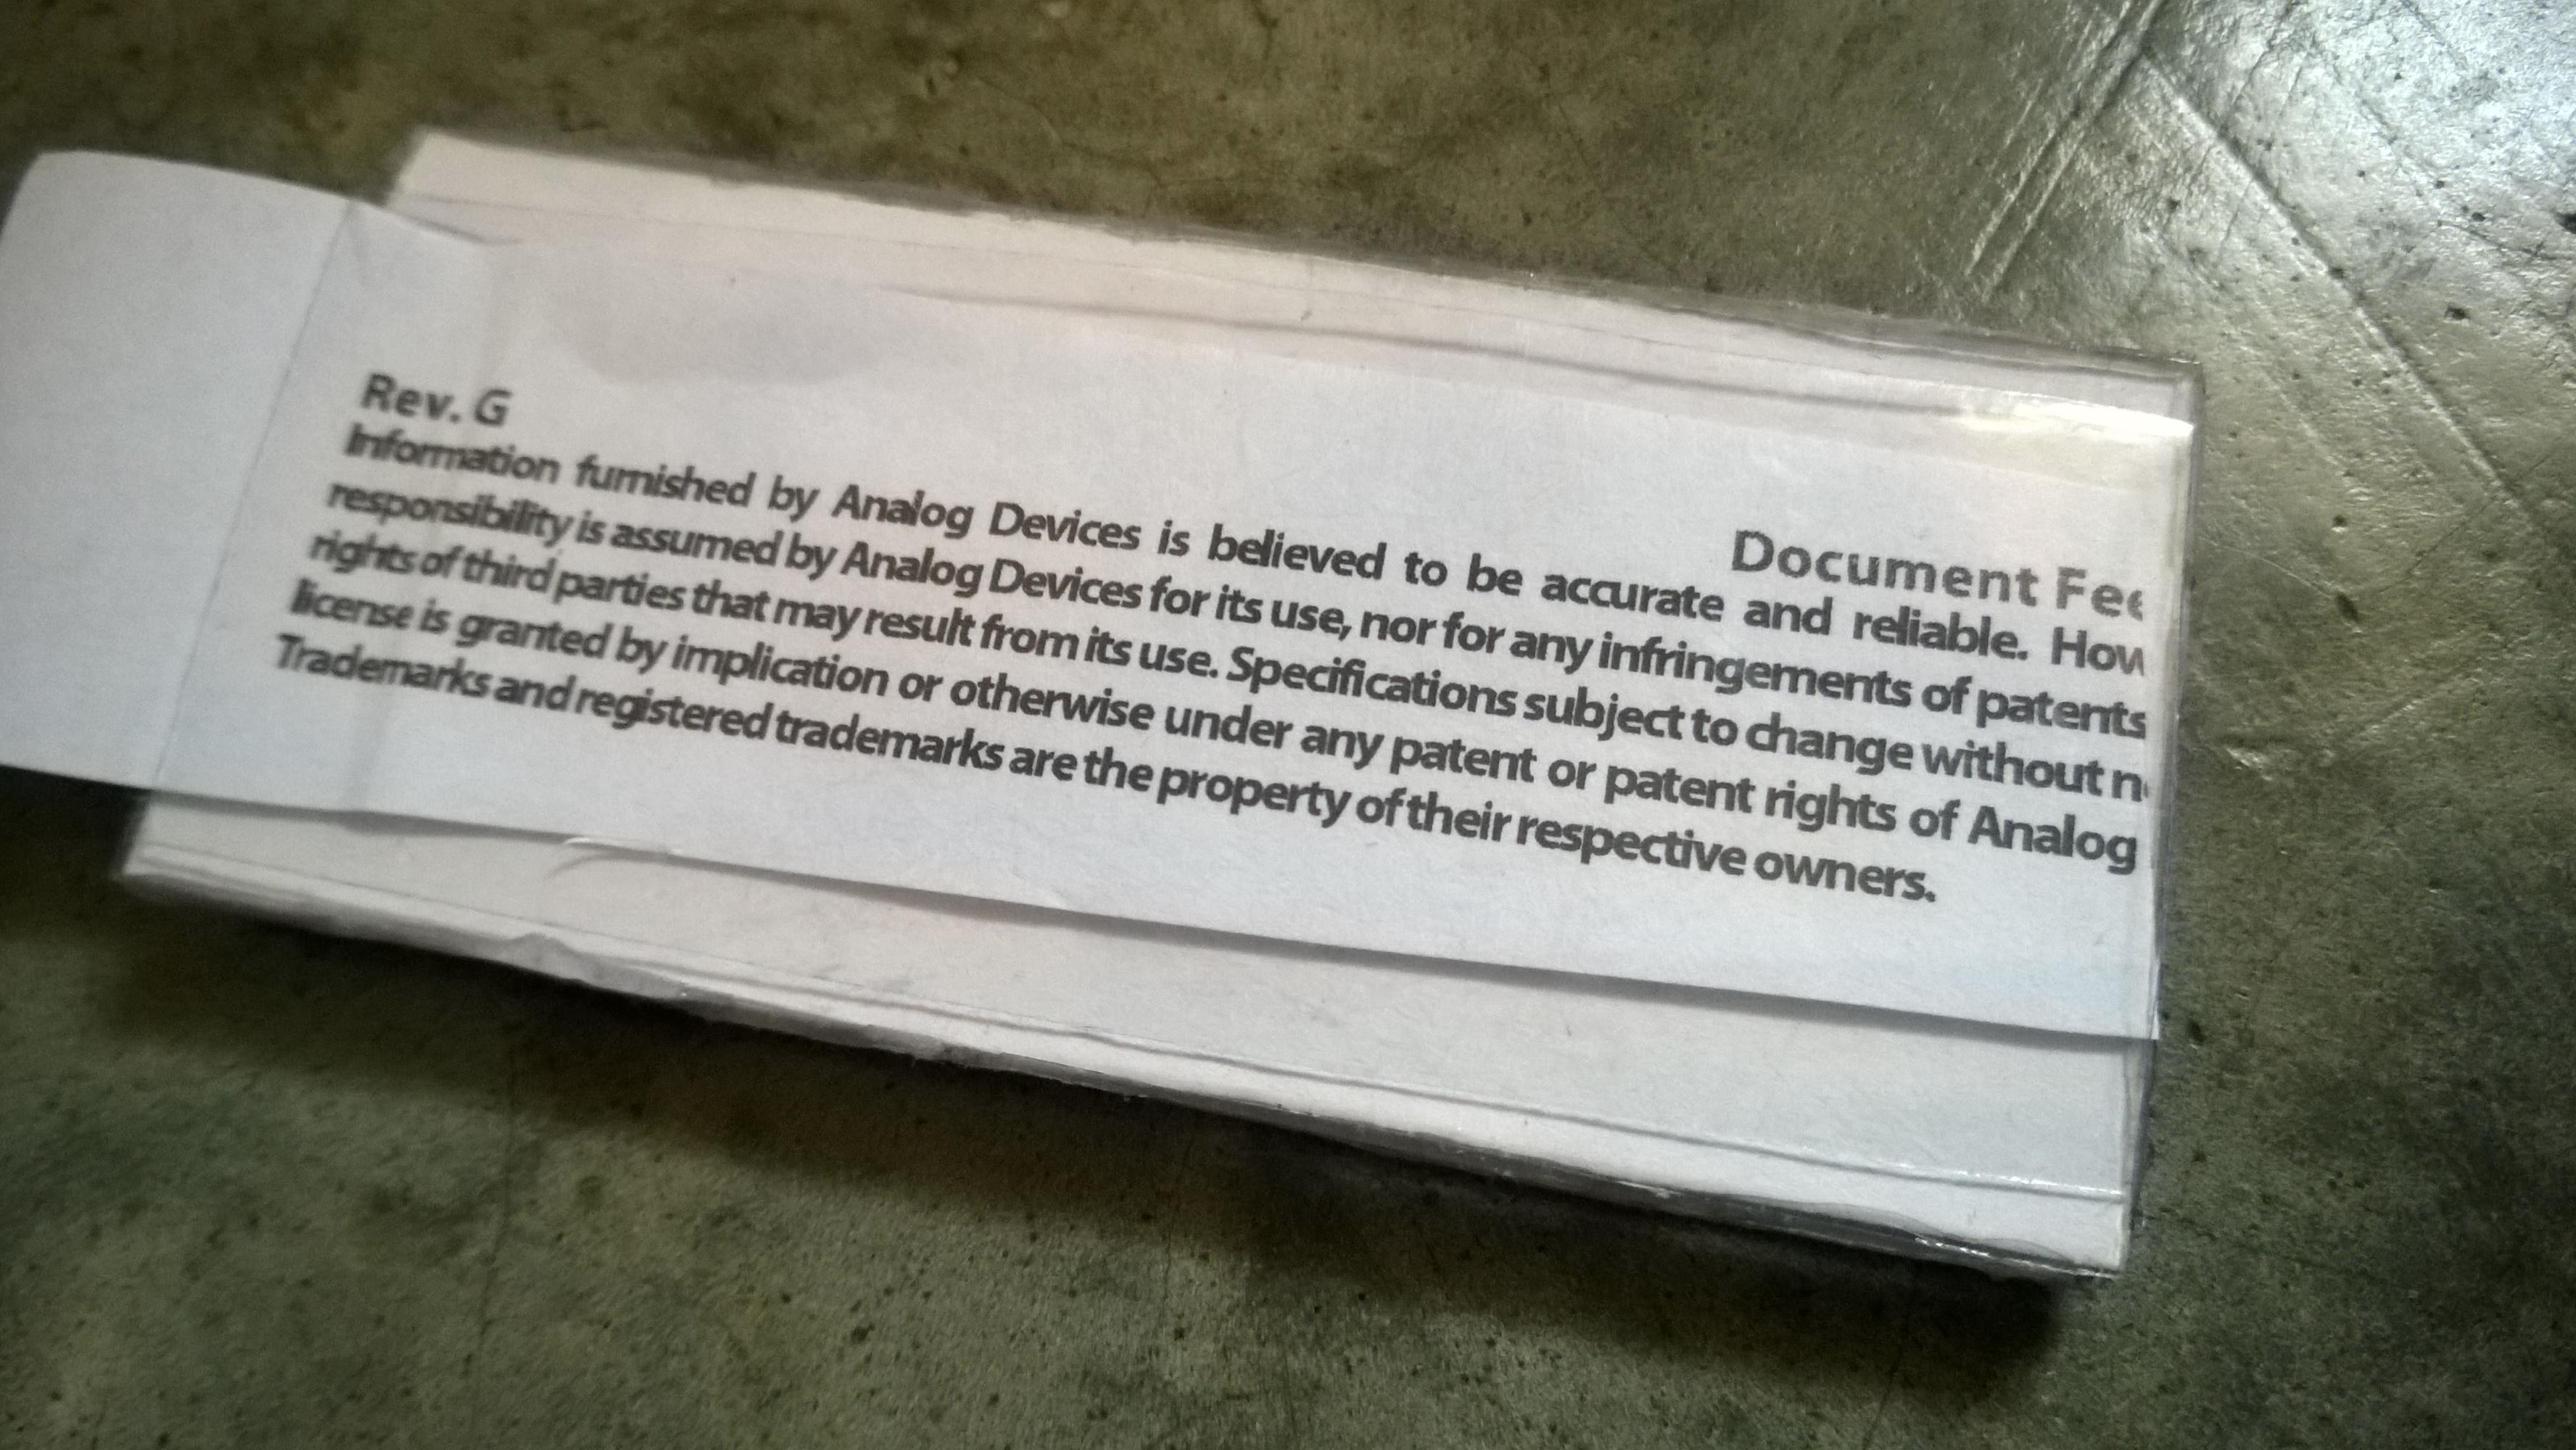 Rev. G
Document Fee
Information furnished by Analog Devices is believed to be accurate and reliable. How
responsibility is assumed by Analog Devices for its use, nor for any infringements of patents
rights of third parties that may result from its use. Specifications subject to change without n
license is granted by implication or otherwise under any patent or patent rights of Analog
Trademarks and registered trademarks are the property of their respective owners.